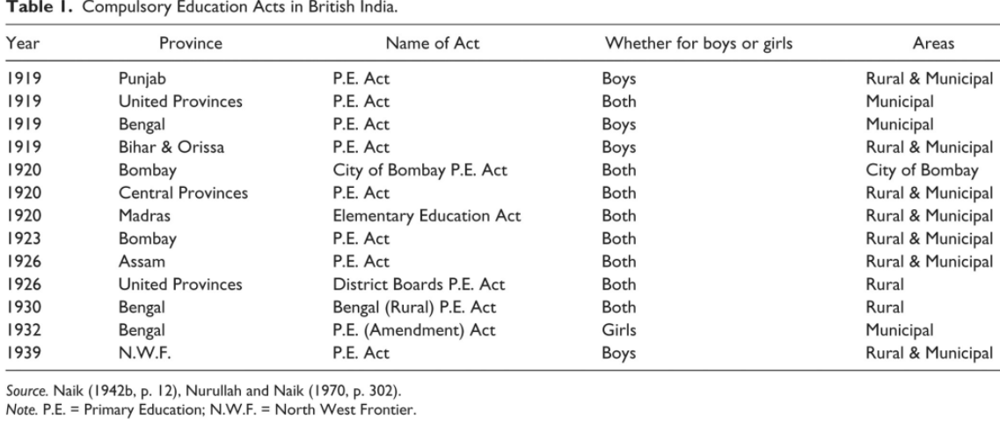 Table 1. Compulsory Education Acts in British India.
Year Province Name of Act Whether for boys or girls Areas
1919 Punjab P.E. Act Boys Rural & Municipal
1919 United Provinces P.E. Act Both Municipal
1919 Bengal P.E. Act Boys Municipal
1919 Bihar & Orissa P.E. Act Boys Rural & Municipal
1920 Bombay City of Bombay P.E. Act Both City of Bombay
1920 Central Provinces P.E. Act Both Rural & Municipal
1920 Madras Elementary Education Act Both Rural & Municipal
1923 Bombay P.E. Act Both Rural & Municipal
1926 Assam P.E. Act Both Rural & Municipal
1926 United Provinces District Boards P.E. Act Both Rural
1930 Bengal Bengal (Rural) P.E. Act Both Rural
1932 Bengal P.E. (Amendment) Act Girls Municipal
1939 N.W.F. P.E. Act Boys Rural & Municipal
Source. Naik (1942b, p. 12), Nurullah and Naik (1970, p. 302).
Note. P.E. = Primary Education; N.W.F. = North West Frontier.